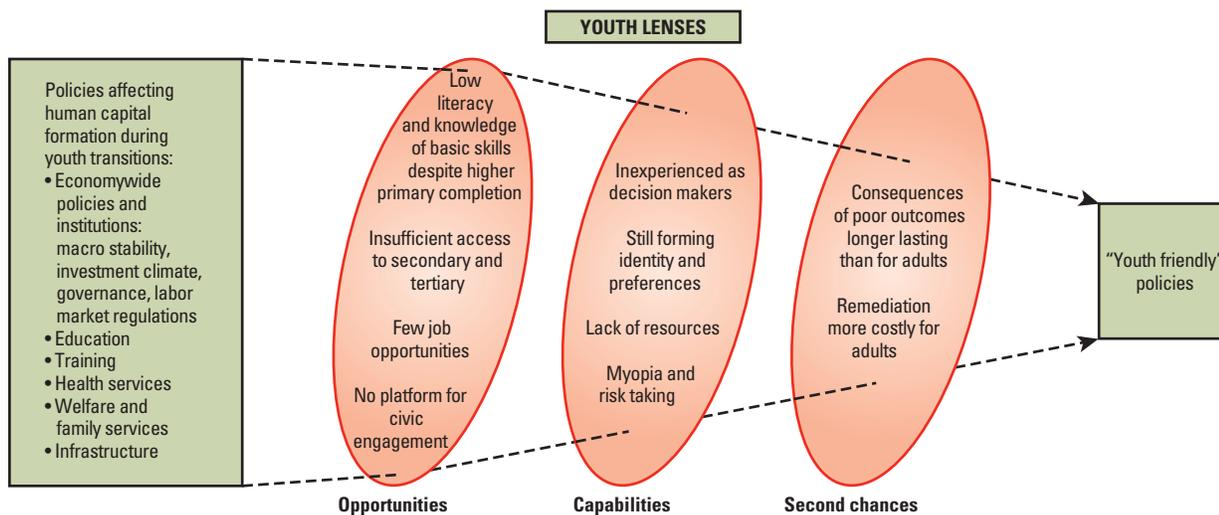 YOUTH LENSES
Policies affecting
human capital
formation during
youth transitions:
• Economywide
policies and
institutions:
macro stability,
investment climate,
governance, labor
market regulations
• Education
• Training
• Health services
• Welfare and
family services
• Infrastructure
Low
literacy
and knowledge
of basic skills
despite higher
primary completion
Insufficient access
to secondary and
tertiary
Few job
opportunities
No platform for
civic
engagement
Opportunities
Inexperienced as
decision makers
Still forming
identity and
preferences
Lack of resources
Myopia and
risk taking
Capabilities
Consequences
of poor outcomes
longer lasting
than for adults
Remediation
more costly for
adults
Second chances
“Youth friendly”
policies